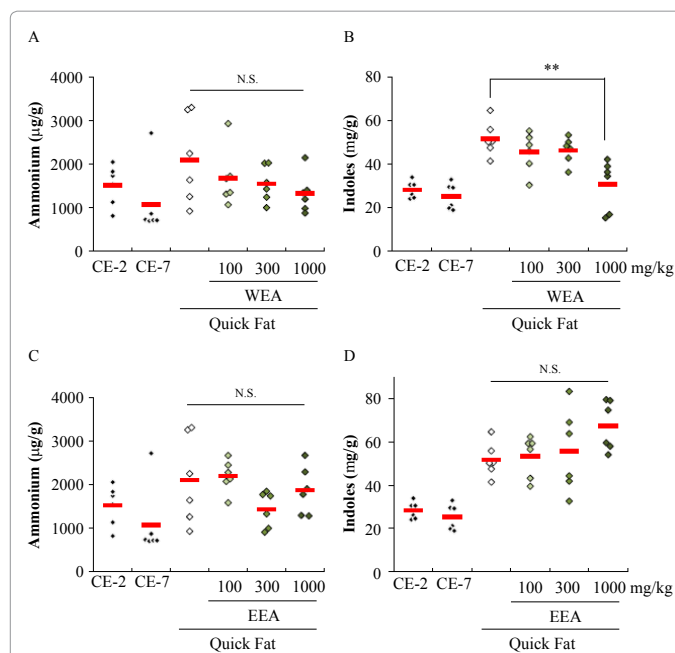 A
Ammonium (μg/g)
4000
3000
2000
1000
0
N.S.
CE-2 CE-7 100 300 1000
WEA
Quick Fat
B
Indoles (mg/g)
80
60
40
20
0
**
CE-2 CE-7 100 300 1000 mg/kg
WEA
Quick Fat
C
Ammonium (μg/g)
4000
3000
2000
1000
0
N.S.
CE-2 CE-7 100 300 1000
EEA
Quick Fat
D
Indoles (mg/g)
80
60
40
20
0
N.S.
CE-2 CE-7 100 300 1000 mg/kg
EEA
Quick Fat